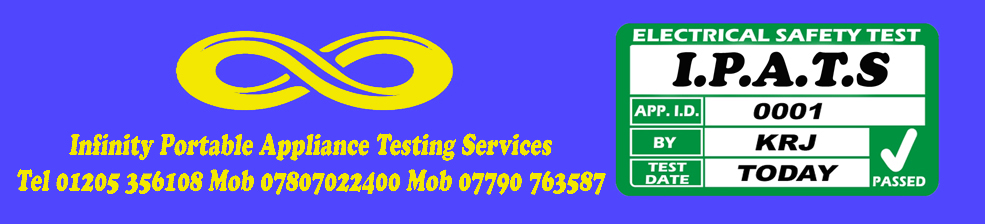 Infinity Portable Appliance Testing Services
Tel 01205 356108 Mob 07807022400 Mob 07790 763587
ELECTRICAL SAFETY TEST
I.P.A.T.S
APP. I.D. 0001
BY KRJ
TEST DATE TODAY
PASSED